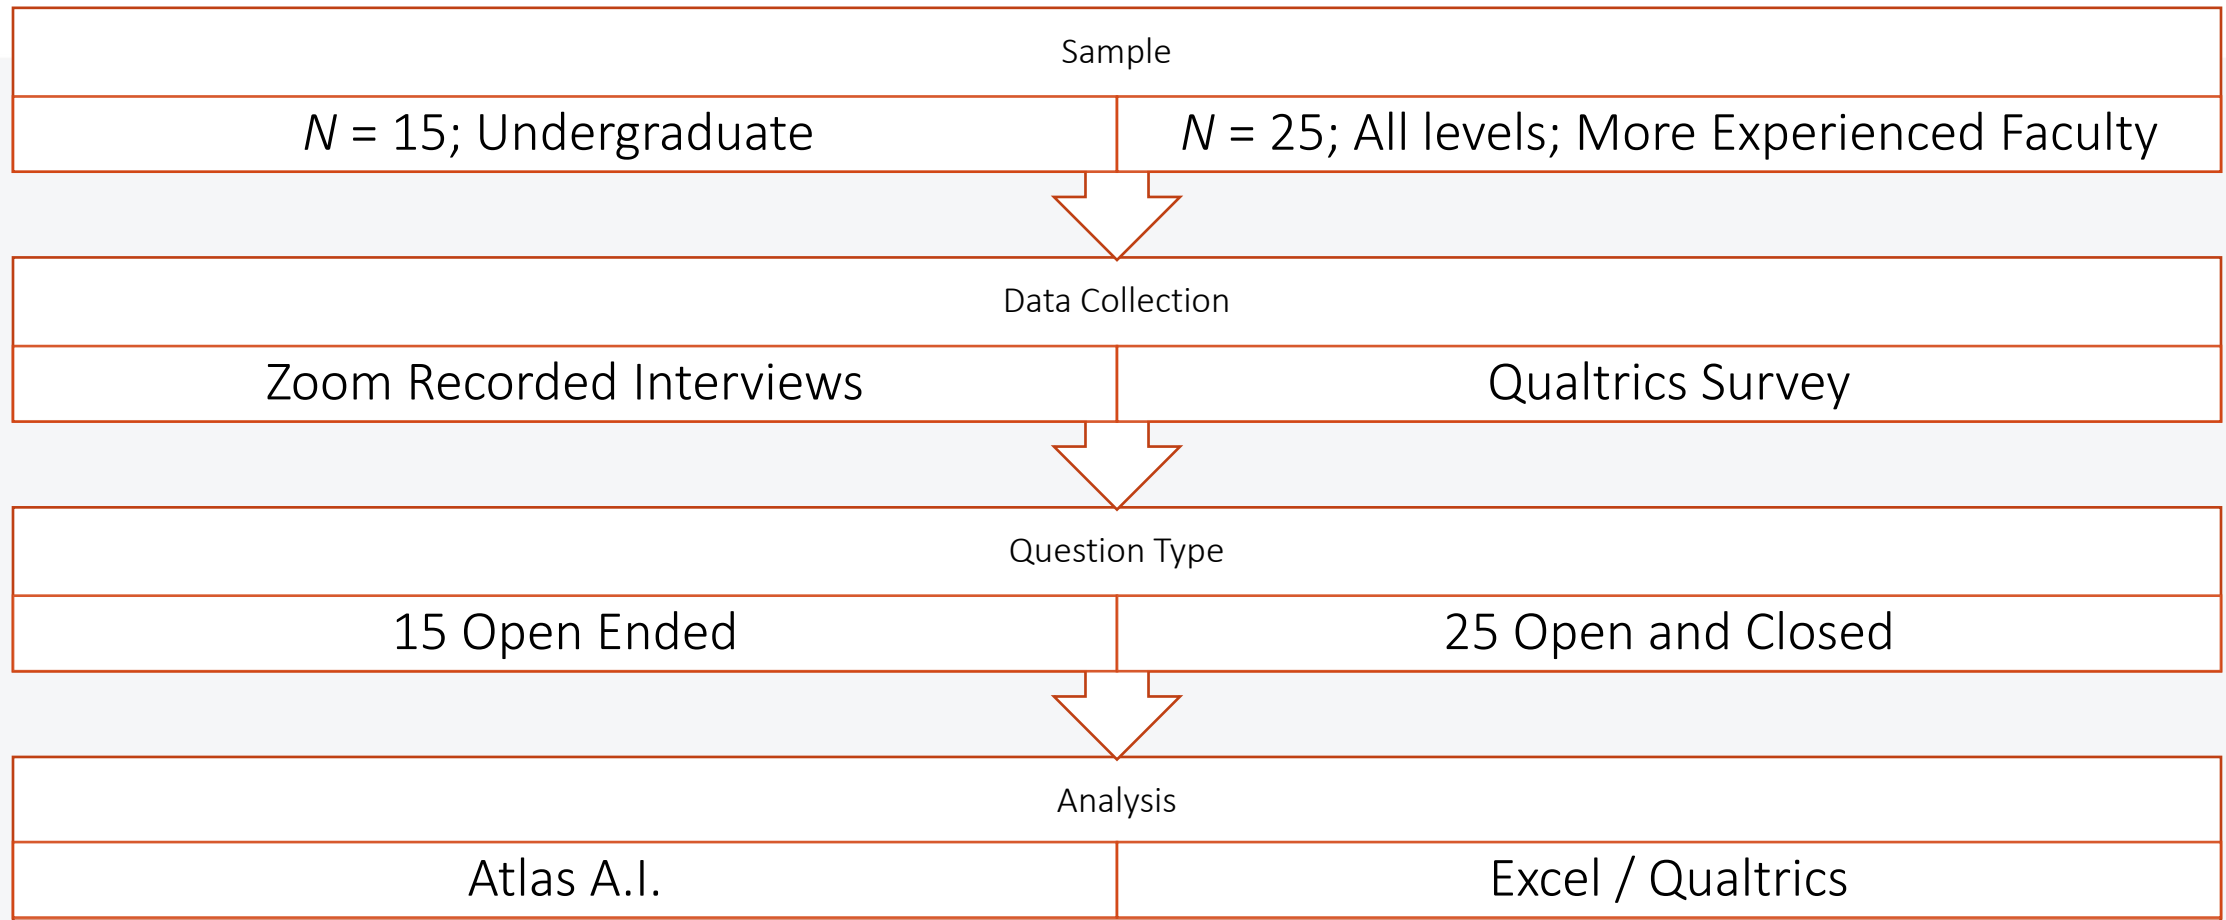 Sample
N = 15; Undergraduate
N = 25; All levels; More Experienced Faculty
Data Collection
Zoom Recorded Interviews
Qualtrics Survey
Question Type
15 Open Ended
25 Open and Closed
Analysis
Atlas A.I.
Excel / Qualtrics